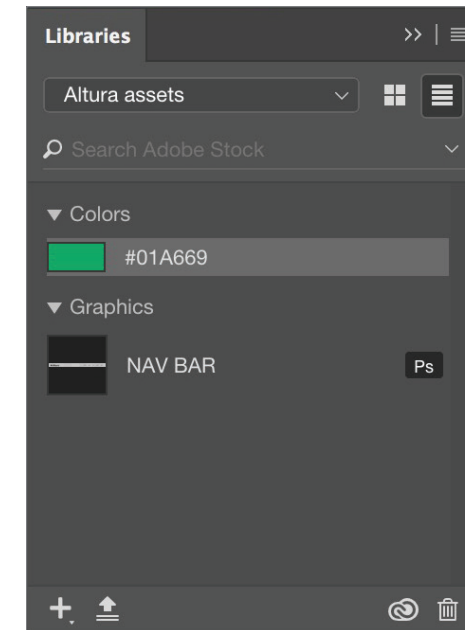 Libraries
Altura assets
Search Adobe Stock
Colors
#01A669
Graphics
NAV BAR
Ps